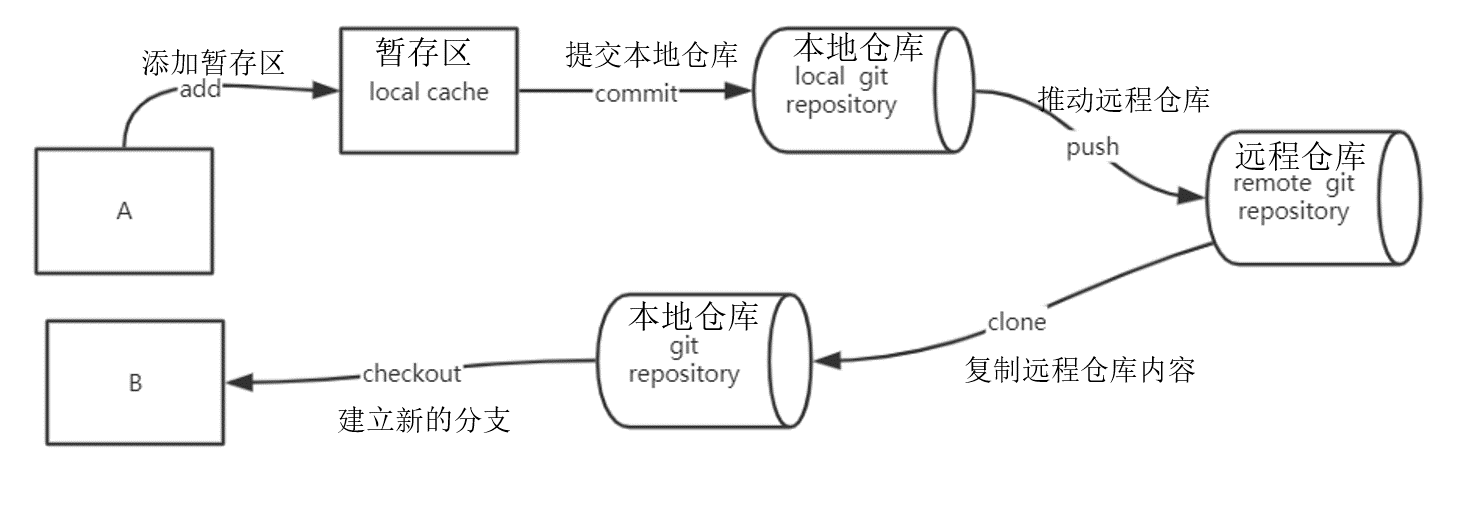 添加暂存区
add
暂存区
local cache
提交本地仓库
commit
本地仓库
local git
repository
推动远程仓库
push
远程仓库
remote git
repository
A
clone
复制远程仓库内容
本地仓库
git
repository
checkout
建立新的分支
B